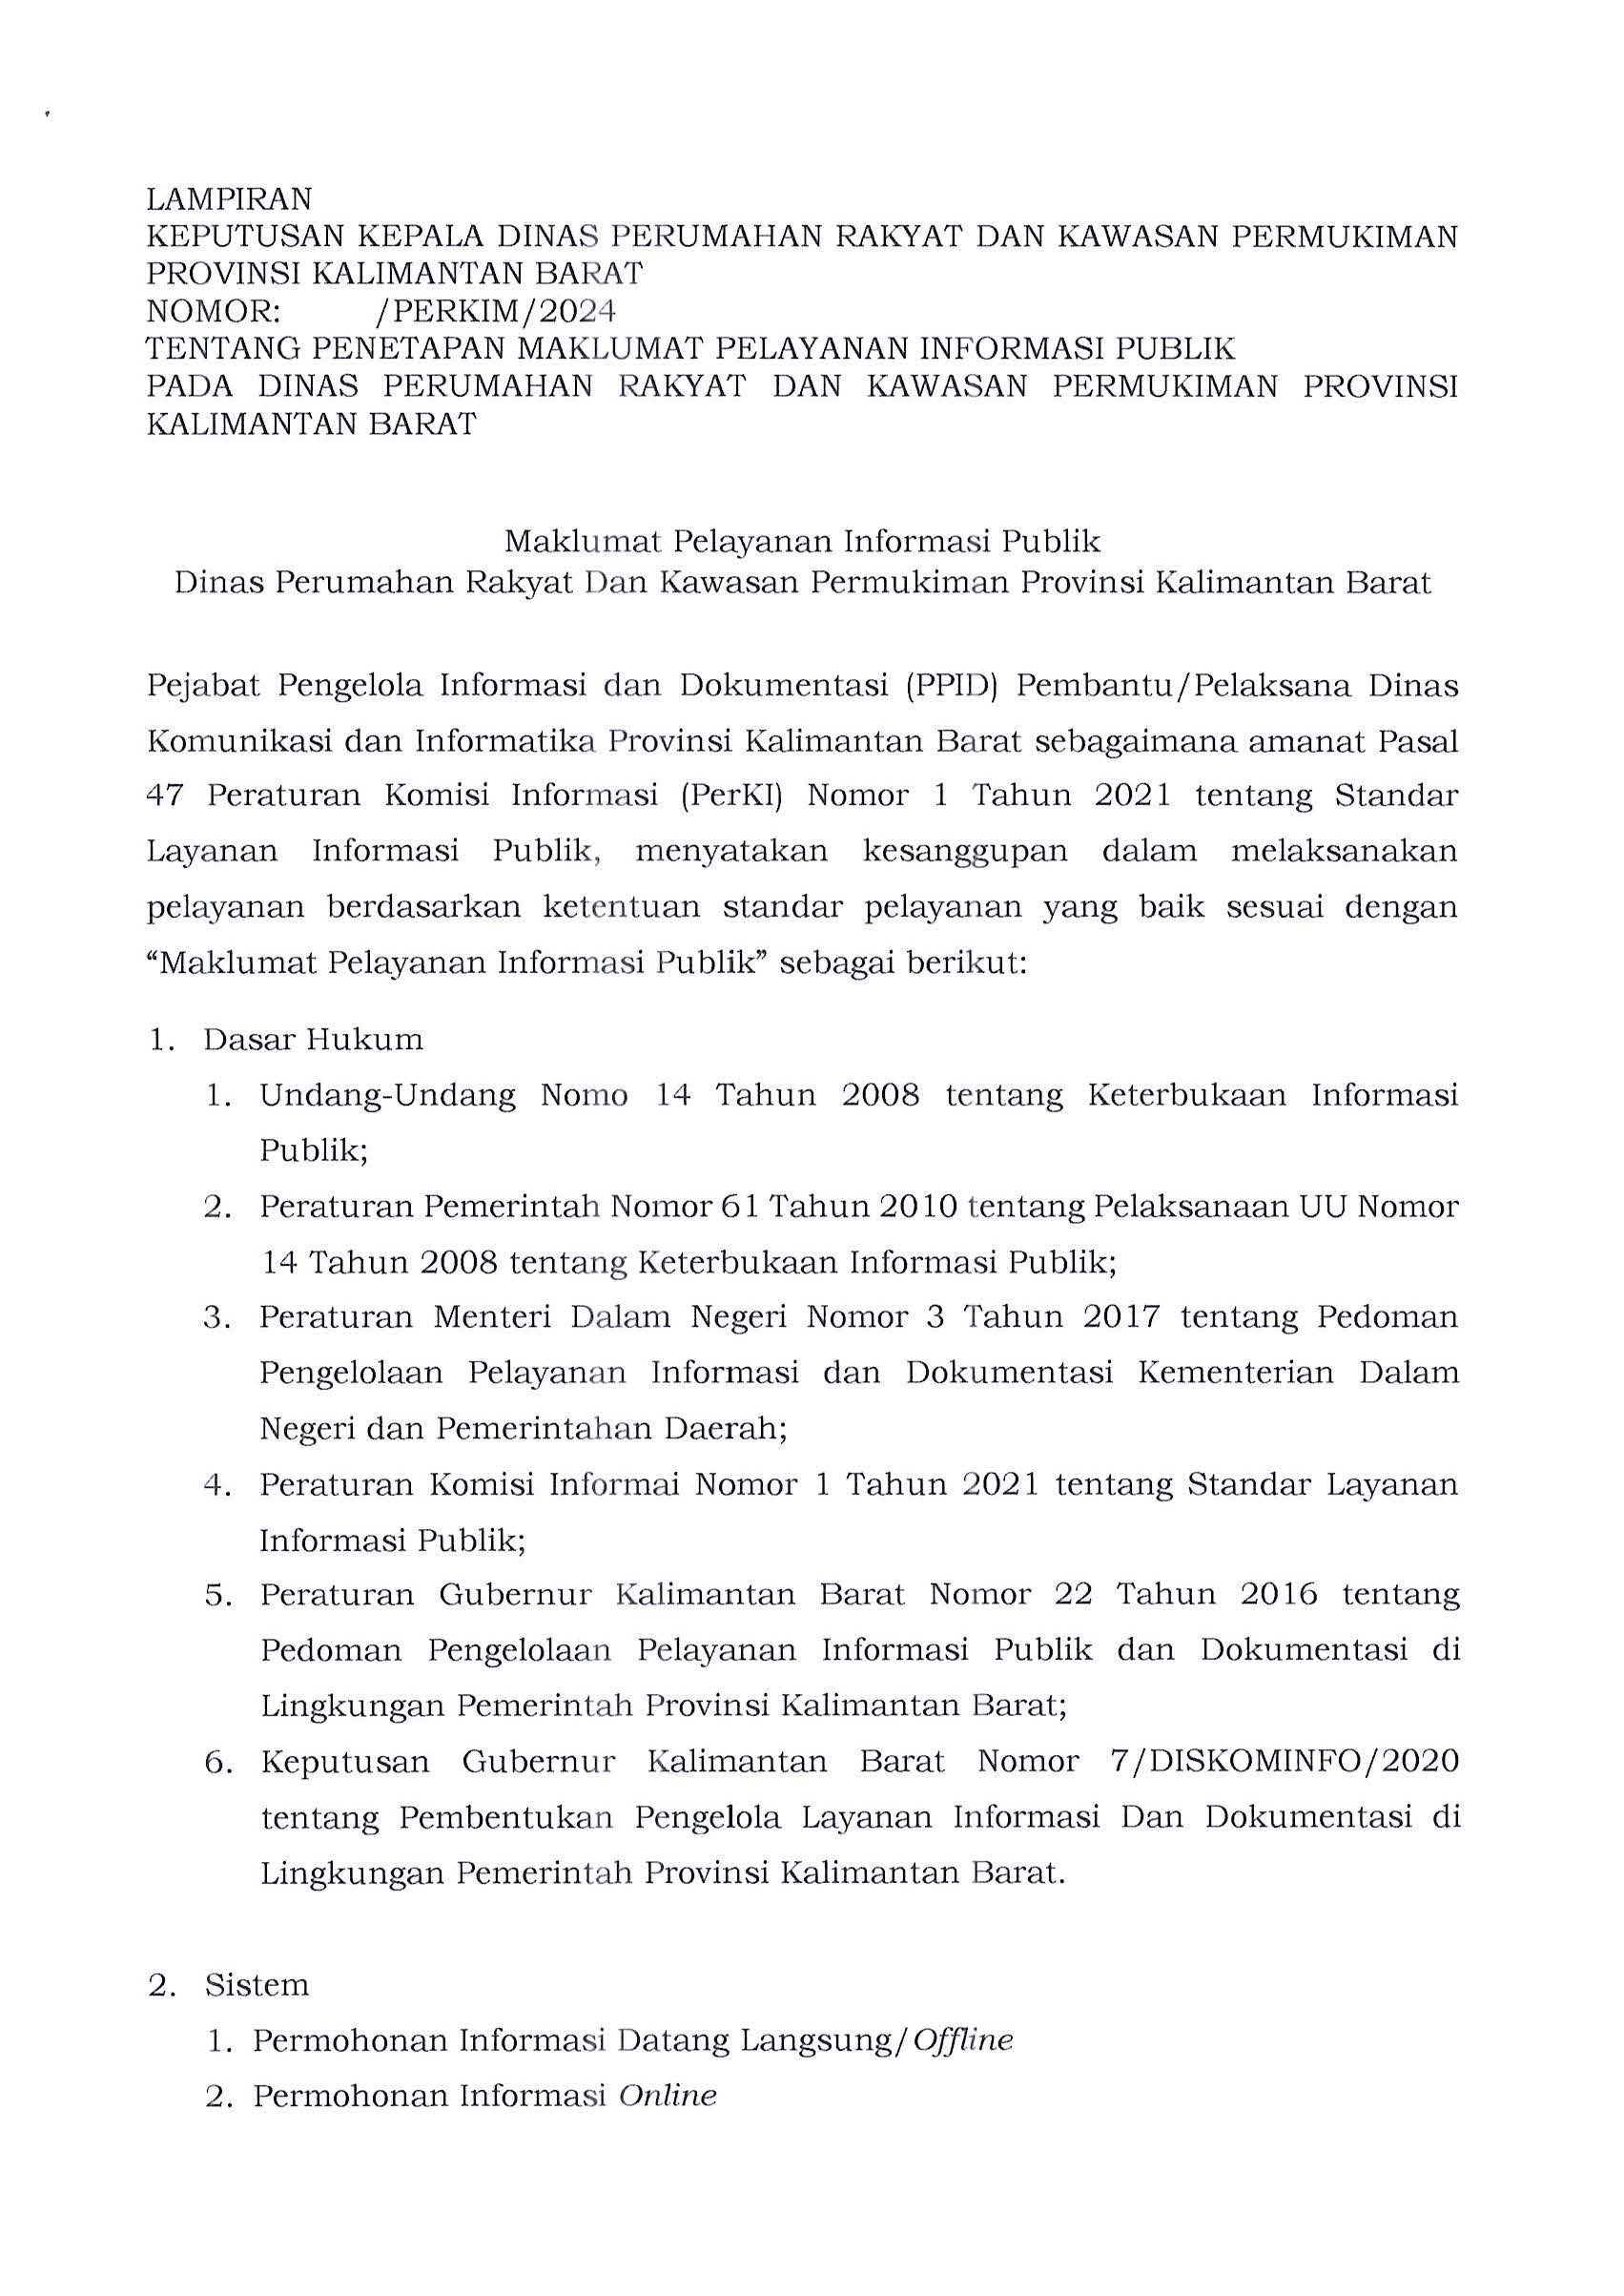 LAMPIRAN
KEPUTUSAN KEPALA DINAS PERUMAHAN RAKYAT DAN KAWASAN PERMUKIMAN
PROVINSI KALIMANTAN BARAT
NOMOR: /PERKIM/2024
TENTANG PENETAPAN MAKLUMAT PELAYANAN INFORMASI PUBLIK
PADA DINAS PERUMAHAN RAKYAT DAN KAWASAN PERMUKIMAN PROVINSI
KALIMANTAN BARAT
Maklumat Pelayanan Informasi Publik
Dinas Perumahan Rakyat Dan Kawasan Permukiman Provinsi Kalimantan Barat
Pejabat Pengelola Informasi dan Dokumentasi (PPID) Pembantu/Pelaksana Dinas
Komunikasi dan Informatika Provinsi Kalimantan Barat sebagaimana amanat Pasal
47 Peraturan Komisi Informasi (PerKI) Nomor 1 Tahun 2021 tentang Standar
Layanan Informasi Publik, menyatakan kesanggupan dalam melaksanakan
pelayanan berdasarkan ketentuan standar pelayanan yang baik sesuai dengan
“Maklumat Pelayanan Informasi Publik” sebagai berikut:
1. Dasar Hukum
1. Undang-Undang Nomo 14 Tahun 2008 tentang Keterbukaan Informasi
Publik;
2. Peraturan Pemerintah Nomor 61 Tahun 2010 tentang Pelaksanaan UU Nomor
14 Tahun 2008 tentang Keterbukaan Informasi Publik;
3. Peraturan Menteri Dalam Negeri Nomor 3 Tahun 2017 tentang Pedoman
Pengelolaan Pelayanan Informasi dan Dokumentasi Kementerian Dalam
Negeri dan Pemerintahan Daerah;
4. Peraturan Komisi Informai Nomor 1 Tahun 2021 tentang Standar Layanan
Informasi Publik;
5. Peraturan Gubernur Kalimantan Barat Nomor 22 Tahun 2016 tentang
Pedoman Pengelolaan Pelayanan Informasi Publik dan Dokumentasi di
Lingkungan Pemerintah Provinsi Kalimantan Barat;
6. Keputusan Gubernur Kalimantan Barat Nomor 7/DISKOMINFO/2020
tentang Pembentukan Pengelola Layanan Informasi Dan Dokumentasi di
Lingkungan Pemerintah Provinsi Kalimantan Barat.
2. Sistem
1. Permohonan Informasi Datang Langsung/Offline
2. Permohonan Informasi Online